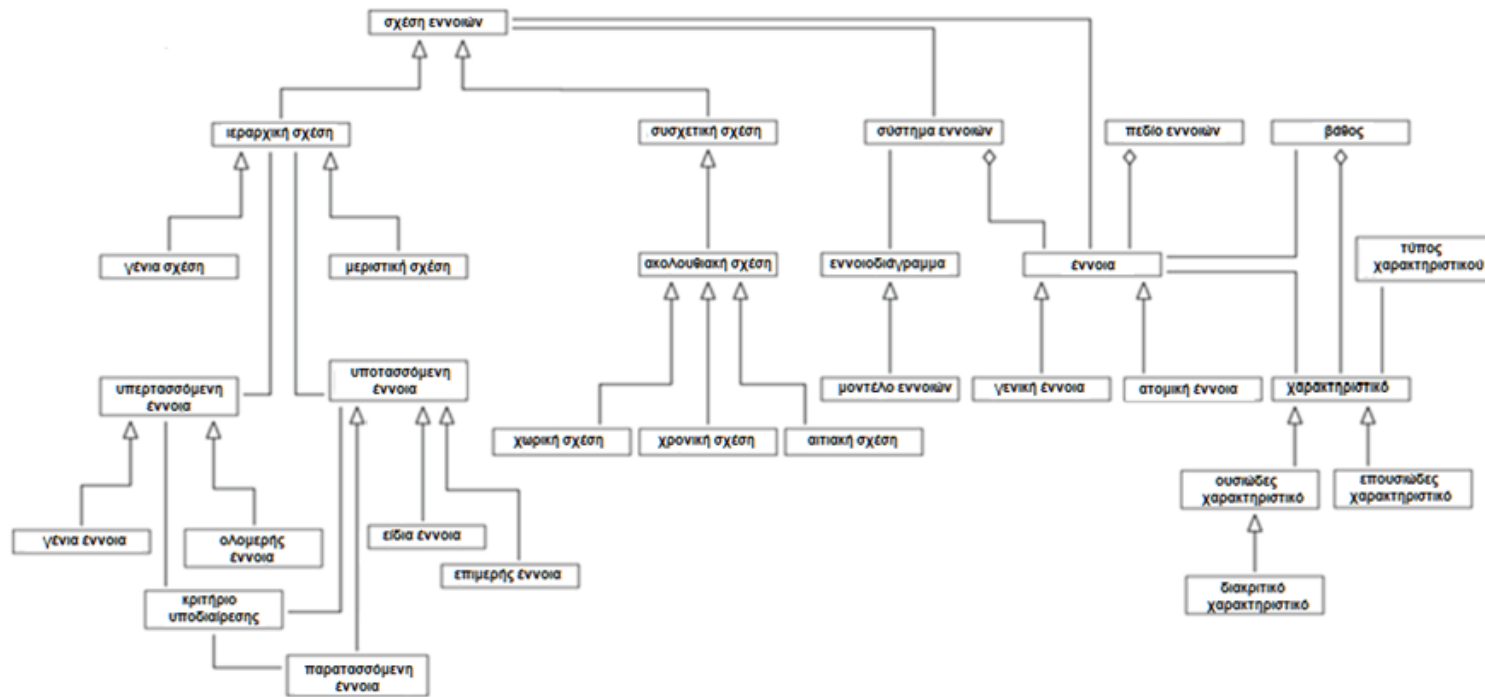 σχέση εννοιών
ιεραρχική σχέση
συσχετική σχέση
σύστημα εννοιών
πεδίο εννοιών
βάθος
γένια σχέση
μεριστική σχέση
ακολουθιακή σχέση
εννοιοδιάγραμμα
έννοια
τύπος
χαρακτηριστικού
υπερτασσόμενη
έννοια
υποτασσόμενη
έννοια
μοντέλο εννοιών
γενική έννοια
ατομική έννοια
χαρακτηριστικό
χωρική σχέση
χρονική σχέση
αιτιακή σχέση
ουσιώδες
χαρακτηριστικό
επουσιώδες
χαρακτηριστικό
γένια έννοια
ολομερής
έννοια
είδια έννοια
επιμερής έννοια
κριτήριο
υποδιαίρεσης
διακριτικό
χαρακτηριστικό
παρατασσόμενη
έννοια